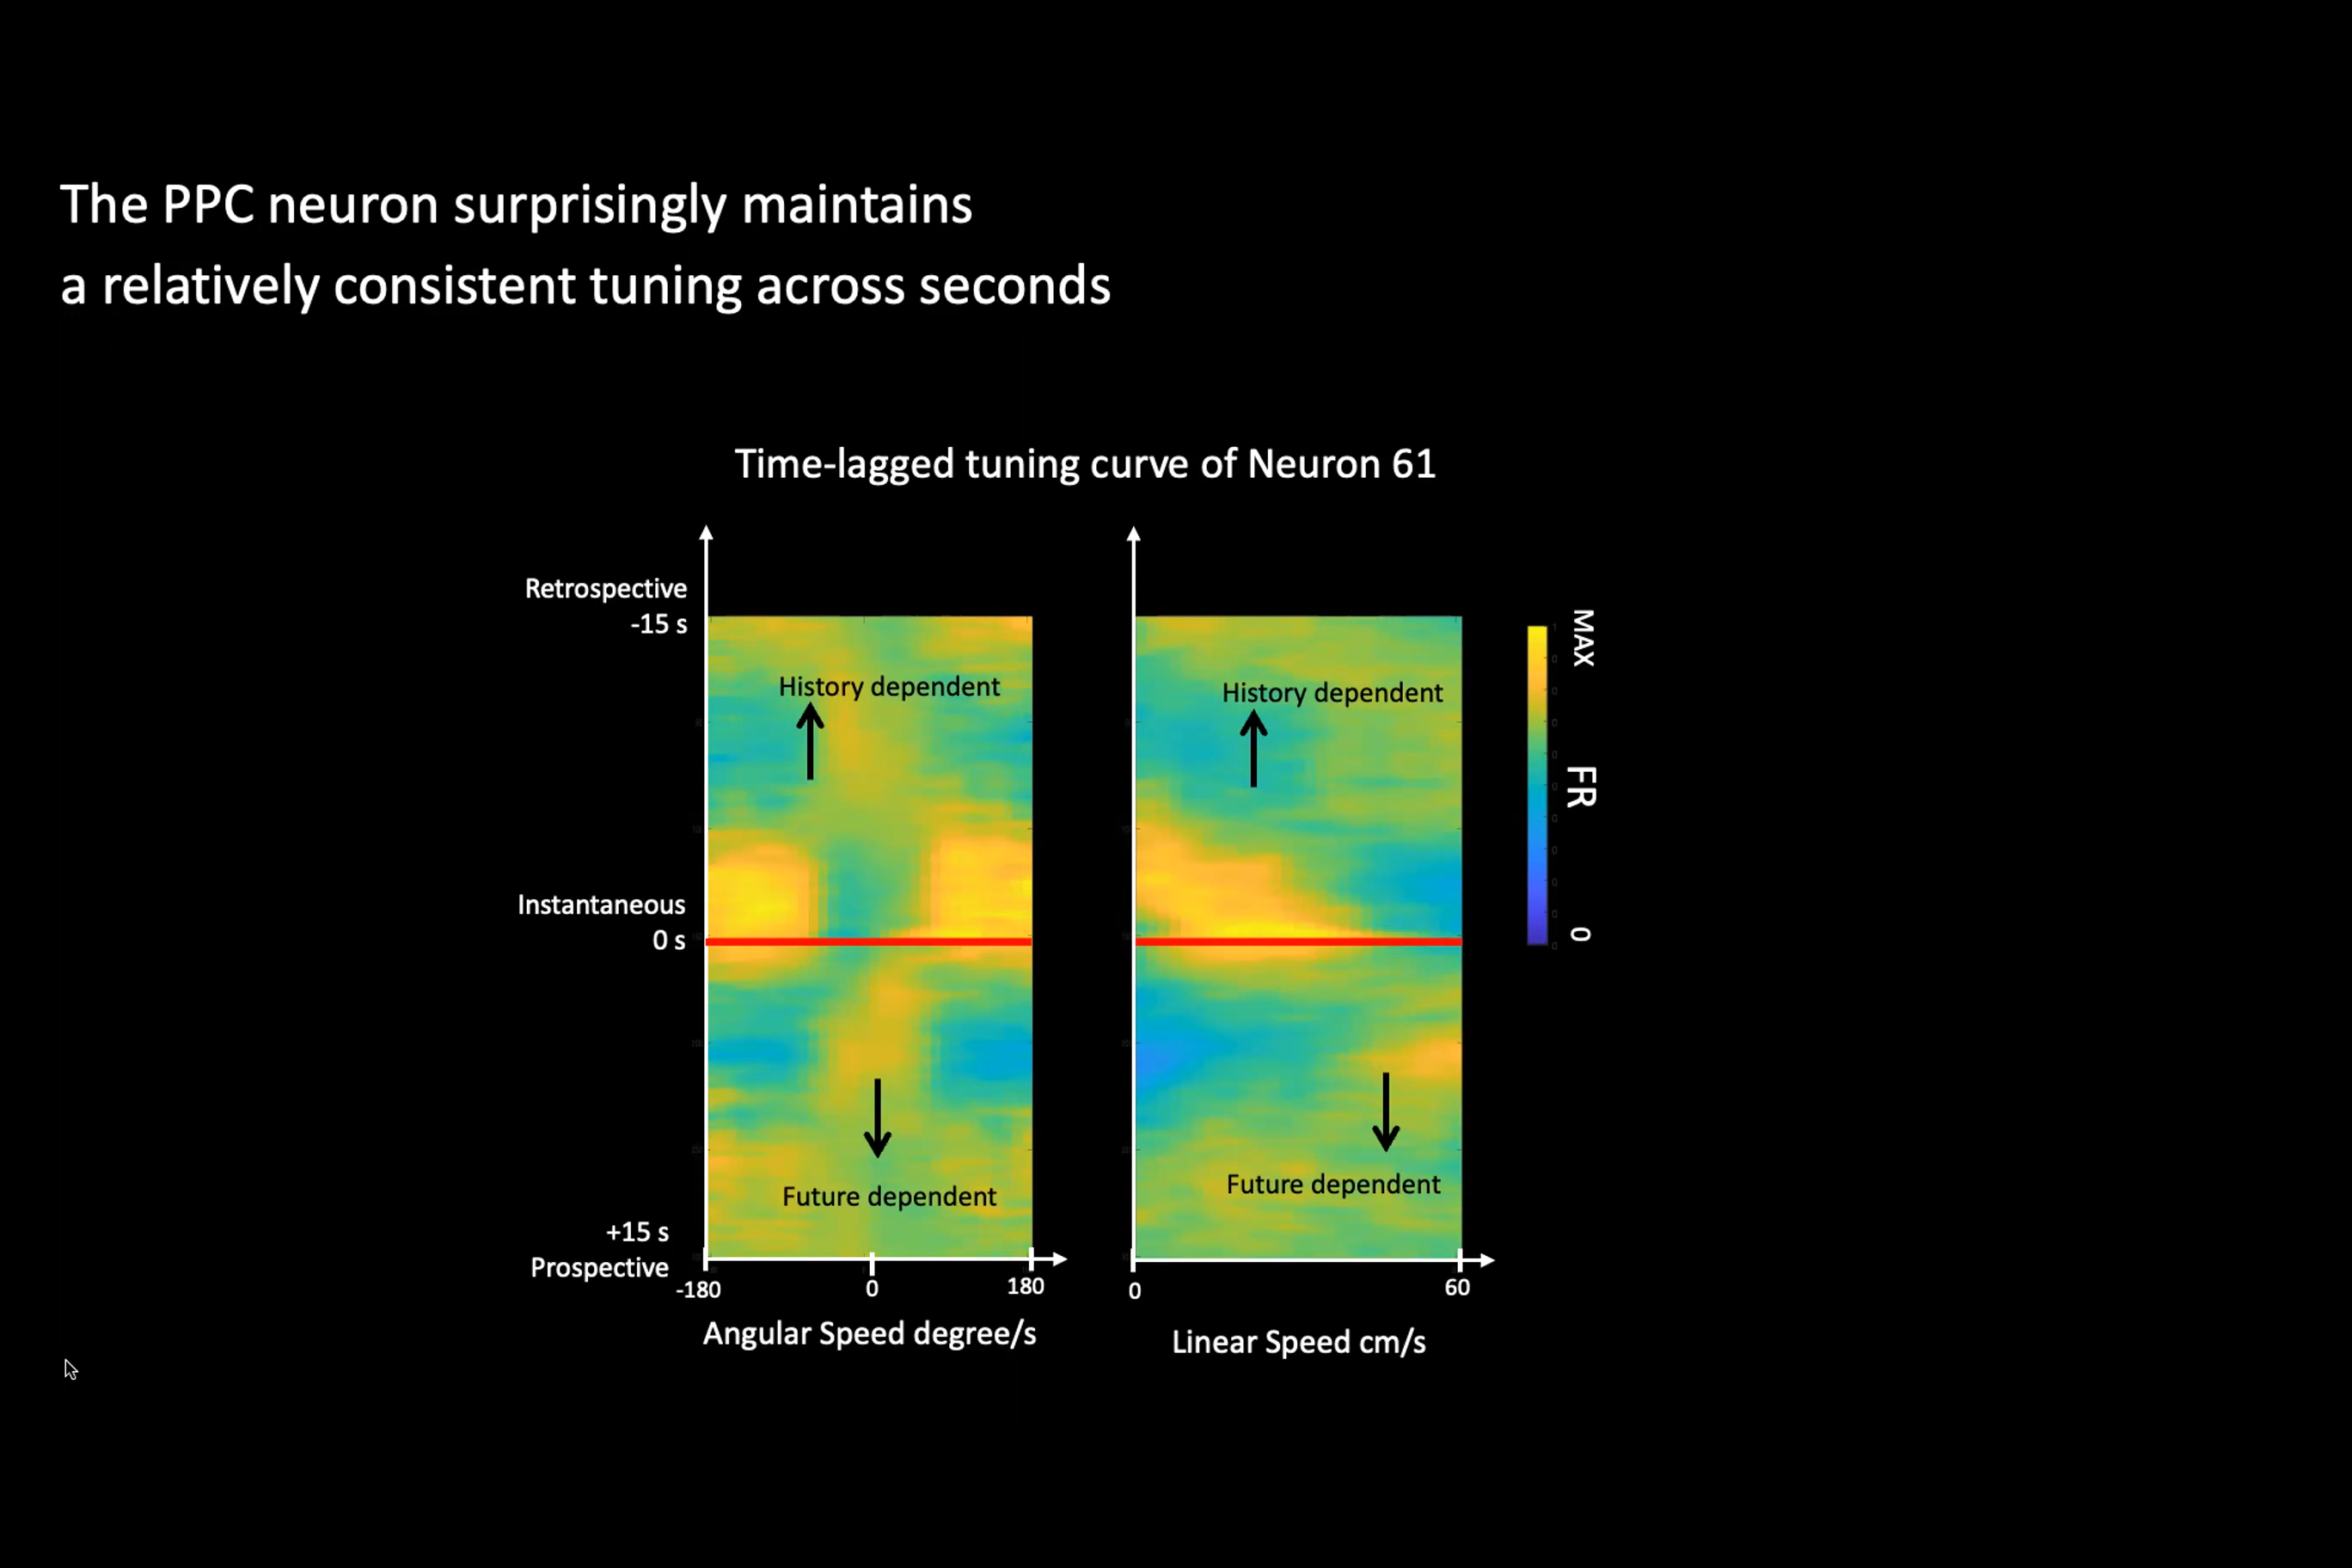 The PPC neuron surprisingly maintains
a relatively consistent tuning across seconds
Time-lagged tuning curve of Neuron 61
Retrospective
-15 s
History dependent
History dependent
MAX
FR
0
Instantaneous
0 s
Future dependent
Future dependent
+15 s
Prospective
-180
0
180
0
60
Angular Speed degree/s
Linear Speed cm/s